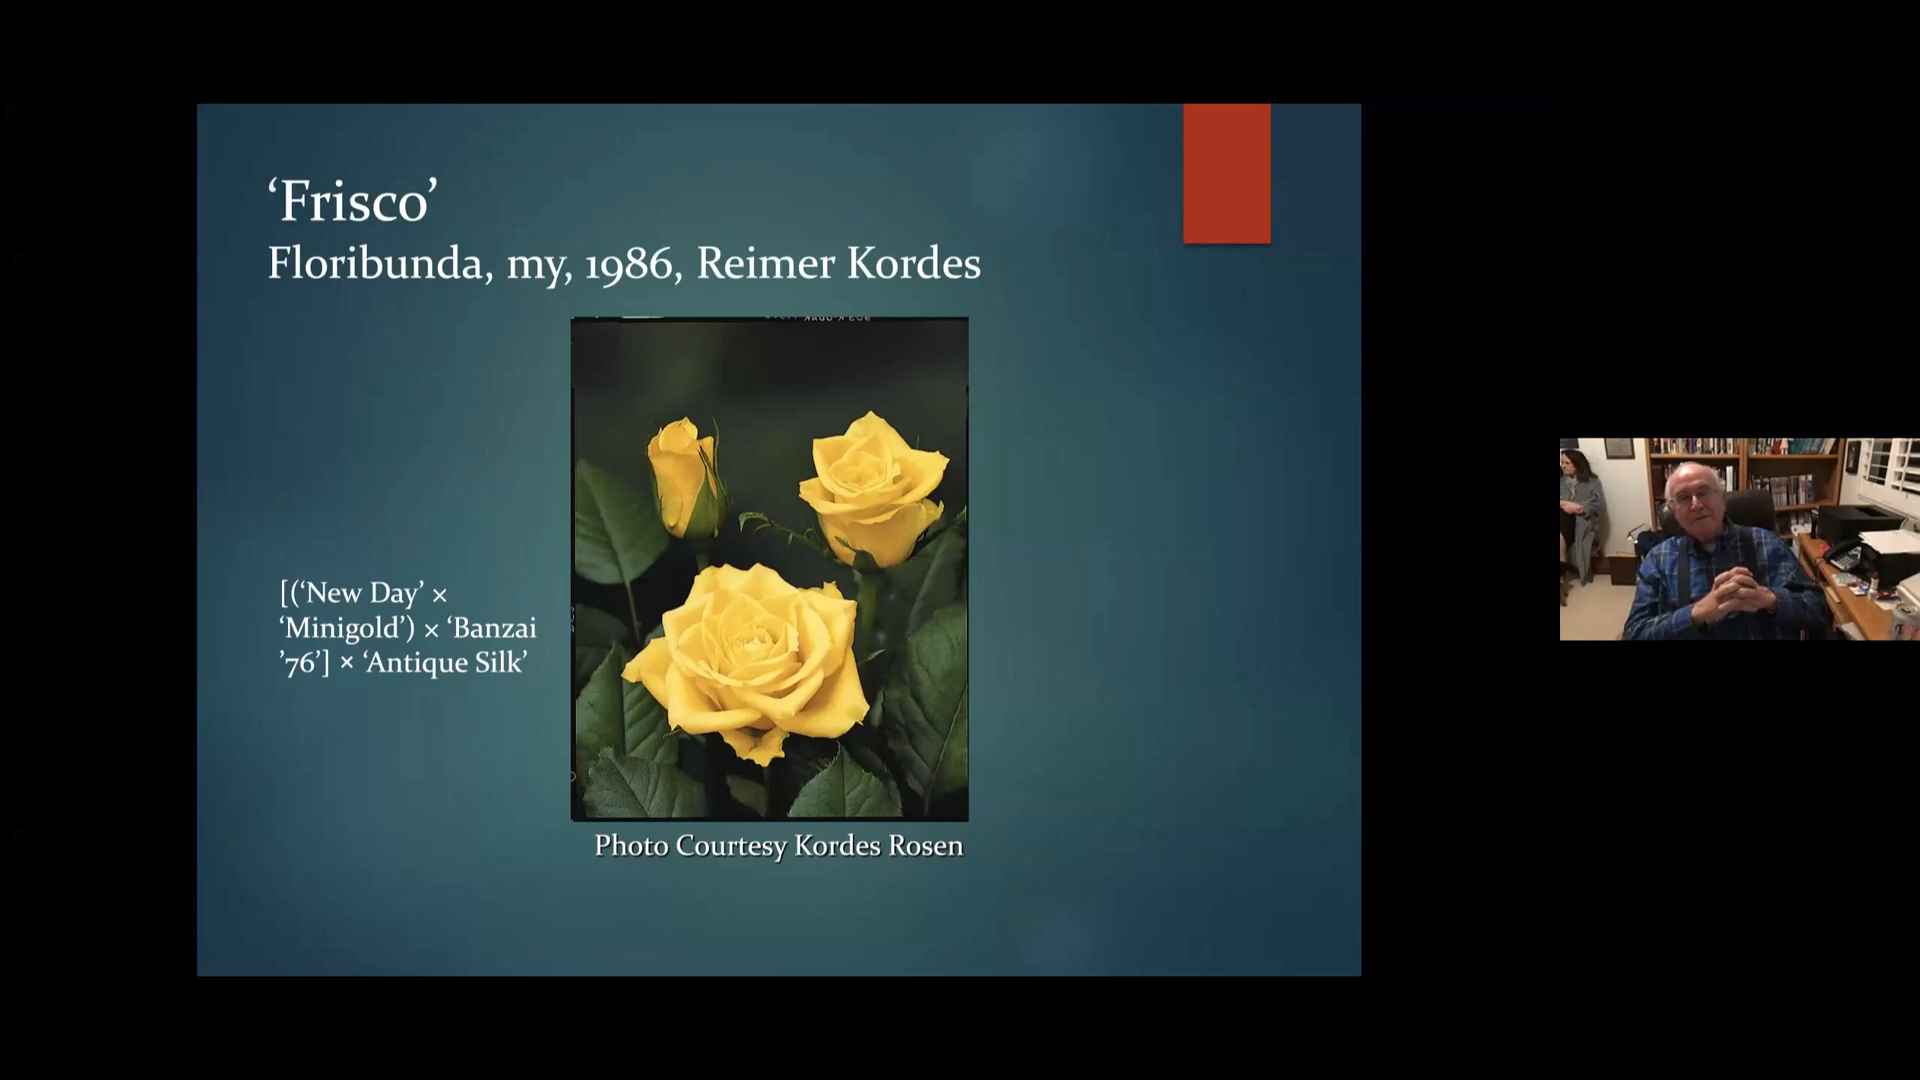 ‘Frisco’
Floribunda, my, 1986, Reimer Kordes
[(‘New Day’ ×
‘Minigold’) × ‘Banzai
’76’] × ‘Antique Silk’
Photo Courtesy Kordes Rosen